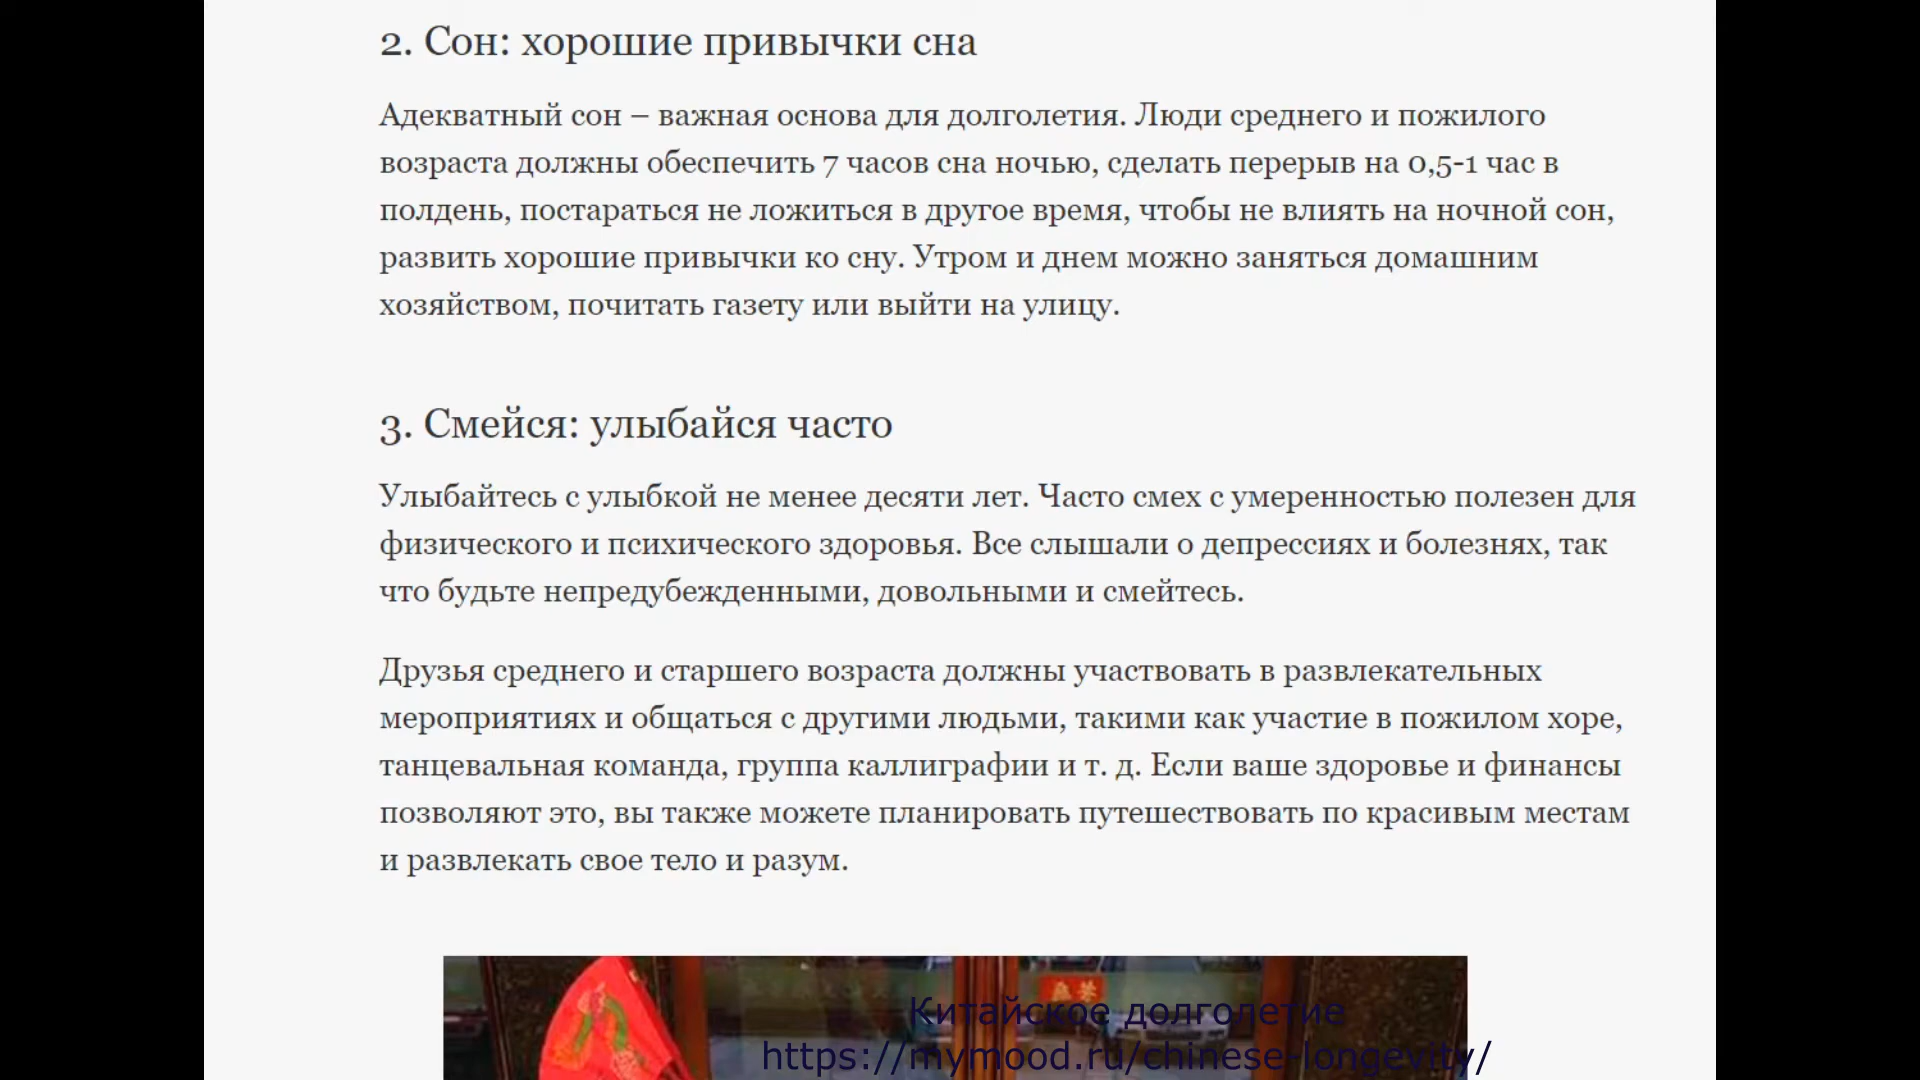 2. Сон: хорошие привычки сна
Адекватный сон – важная основа для долголетия. Люди среднего и пожилого
возраста должны обеспечить 7 часов сна ночью, сделать перерыв на 0,5-1 час в
полдень, постараться не ложиться в другое время, чтобы не влиять на ночной сон,
развить хорошие привычки ко сну. Утром и днем можно заняться домашним
хозяйством, почитать газету или выйти на улицу.
3. Смейся: улыбайся часто
Улыбайтесь с улыбкой не менее десяти лет. Часто смех с умеренностью полезен для
физического и психического здоровья. Все слышали о депрессиях и болезнях, так
что будьте непредубежденными, довольными и смейтесь.
Друзья среднего и старшего возраста должны участвовать в развлекательных
мероприятиях и общаться с другими людьми, такими как участие в пожилом хоре,
танцевальная команда, группа каллиграфии и т. д. Если ваше здоровье и финансы
позволяют это, вы также можете планировать путешествовать по красивым местам
и развлекать свое тело и разум.
Китайское долголетие
https://mymood.ru/chinese-longevity/